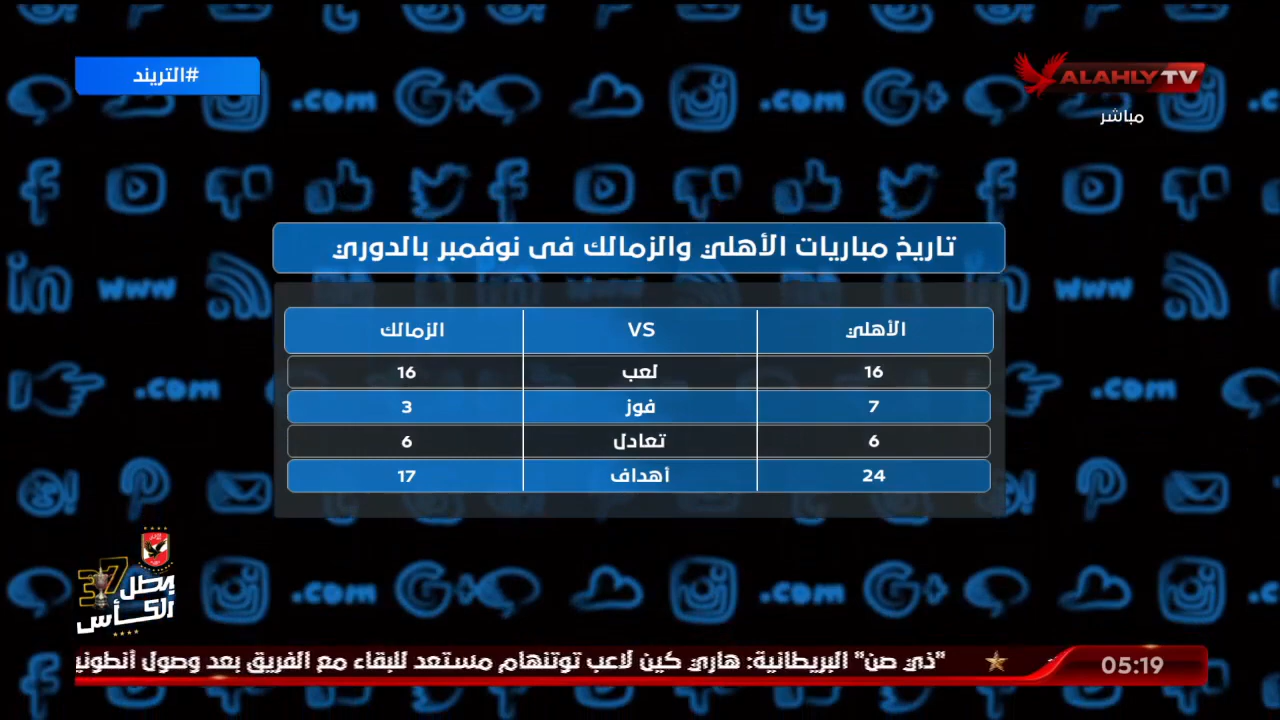 #التريند
ALAHLY TV
مباشر
تاريخ مباريات الأهلي والزمالك فى نوفمبر بالدوري
الأهلي VS الزمالك
16 لعب 16
7 فوز 3
6 تعادل 6
24 أهداف 17
37
بطل
الكأس
"ذي صن" البريطانية: هاري كين لاعب توتنهام مستعد للبقاء مع الفريق بعد وصول أنطوني
05:19